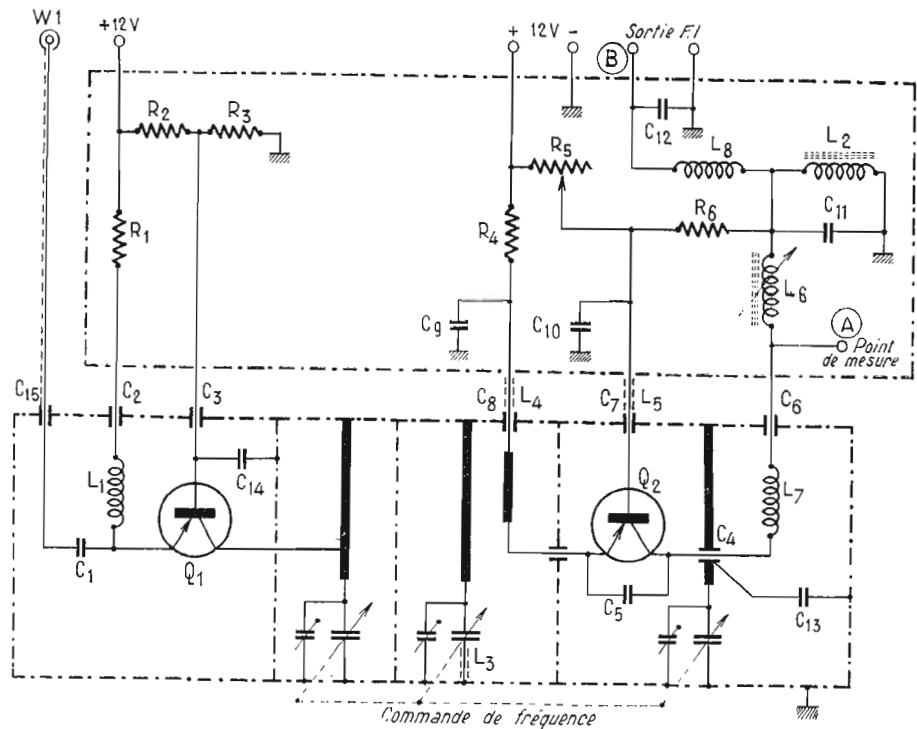 W1
+12V
+ 12V -
Sortie F.I
B
R2
R3
C12
R5
L8
L2
R1
R4
R6
C11
L6
C9
C10
A
Point
de mesure
C15
C2
C3
C8
L4
C7
L5
C6
L1
C14
Q2
L7
C4
C1
Q1
C5
C13
L3
Commande de fréquence